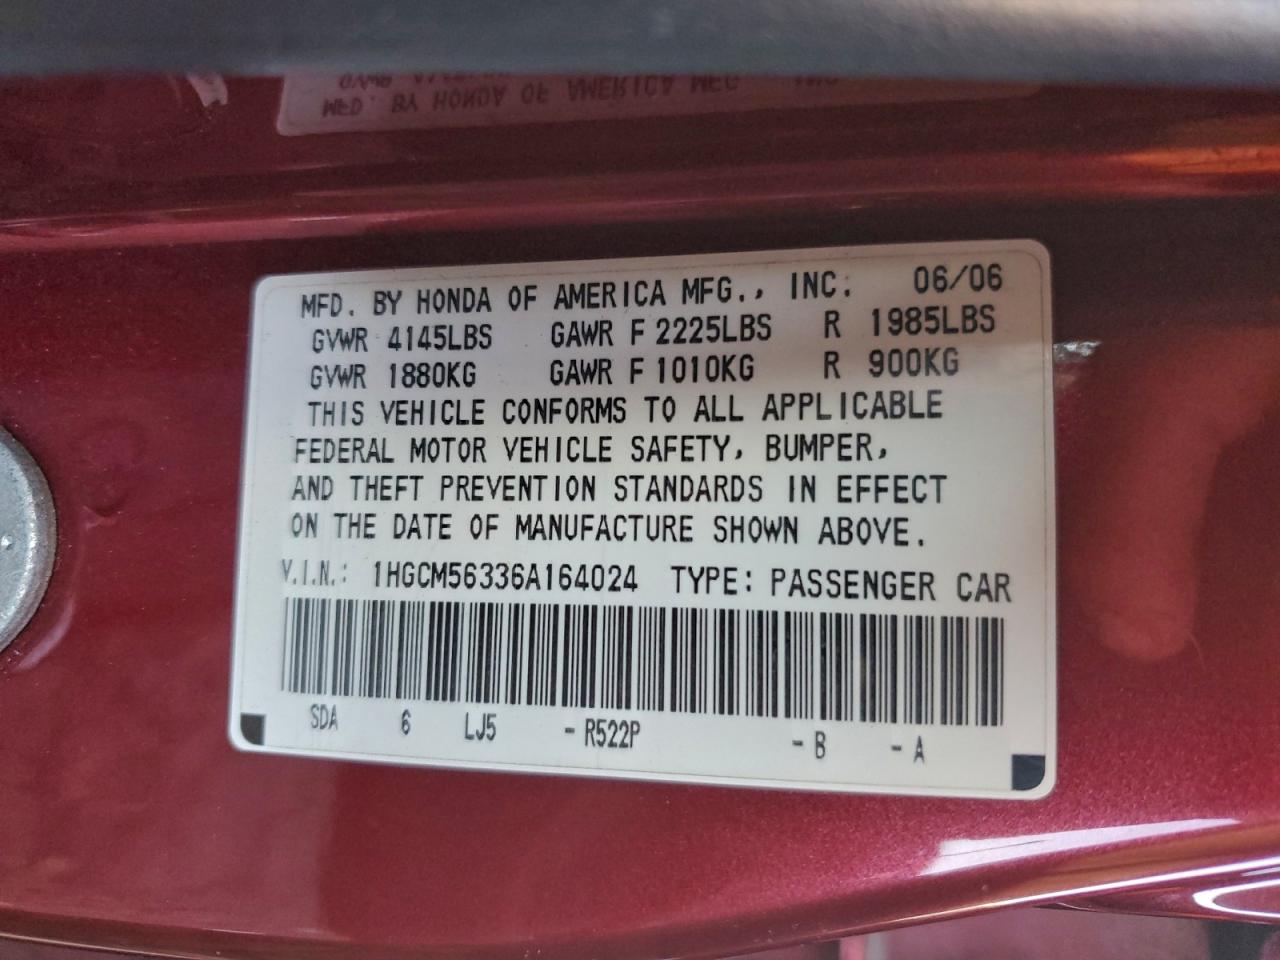 MFD. BY HONDA OF AMERICA MFG., INC. 06/06
GVWR 4145LBS GAWR F 2225LBS R 1985LBS
GVWR 1880KG GAWR F 1010KG R 900KG
THIS VEHICLE CONFORMS TO ALL APPLICABLE
FEDERAL MOTOR VEHICLE SAFETY, BUMPER,
AND THEFT PREVENTION STANDARDS IN EFFECT
ON THE DATE OF MANUFACTURE SHOWN ABOVE.
V.I.N.: 1HGCM56336A164024 TYPE: PASSENGER CAR
SDA 6 LJ5 - R522P - B - A